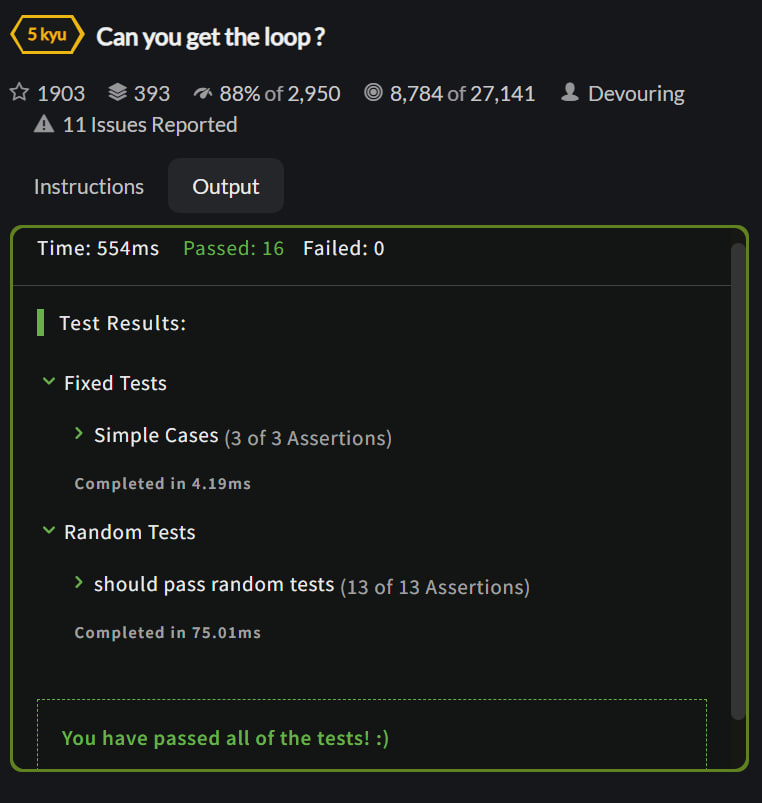 5 kyu Can you get the loop ?
1903 393 88% of 2,950 8,784 of 27,141 Devouring
11 Issues Reported
Instructions Output
Time: 554ms Passed: 16 Failed: 0
Test Results:
Fixed Tests
Simple Cases (3 of 3 Assertions)
Completed in 4.19ms
Random Tests
should pass random tests (13 of 13 Assertions)
Completed in 75.01ms
You have passed all of the tests! :)